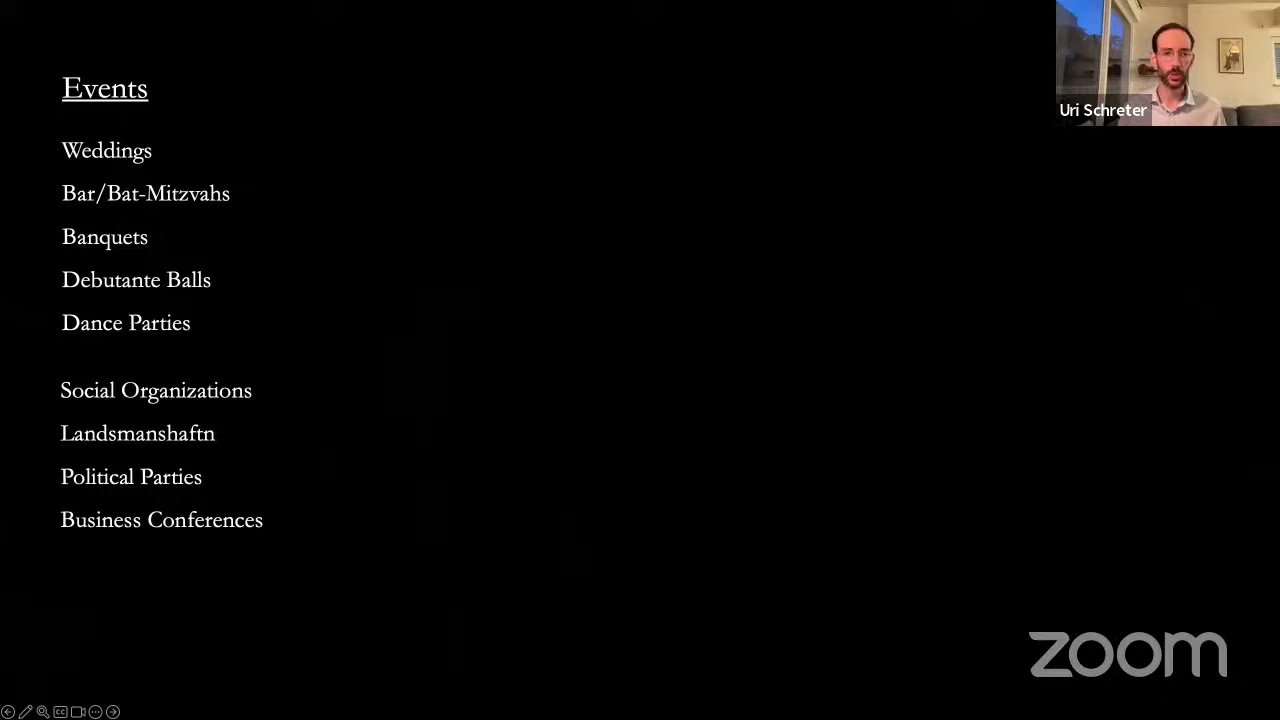 Events
Weddings
Bar/Bat-Mitzvahs
Banquets
Debutante Balls
Dance Parties
Social Organizations
Landsmanshaftn
Political Parties
Business Conferences
Uri Schreter
zoom